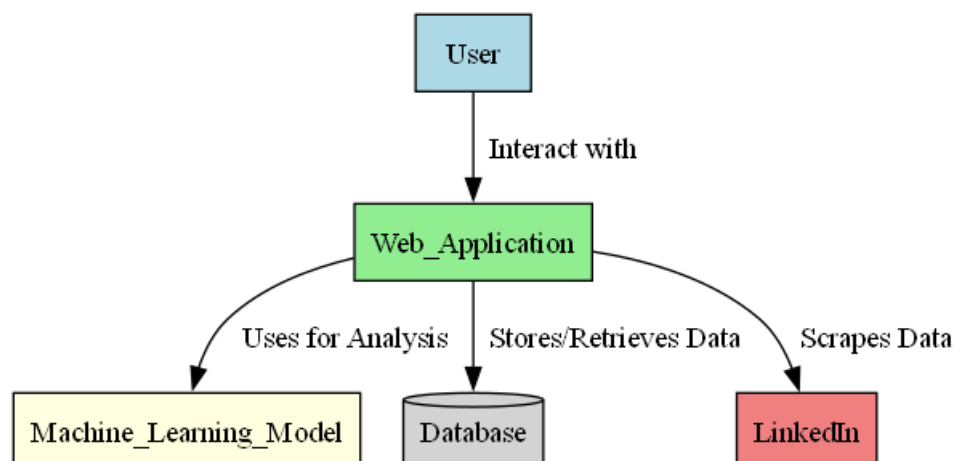 User
Interact with
Web_Application
Uses for Analysis
Stores/Retrieves Data
Scrapes Data
Machine_Learning_Model
Database
LinkedIn